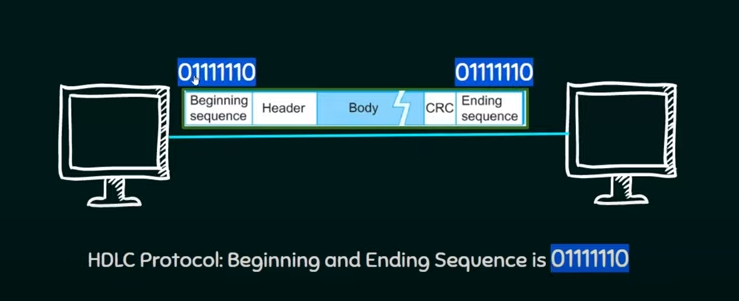 01111110
01111110
Beginning
sequence
Header
Body
CRC
Ending
sequence
HDLC Protocol: Beginning and Ending Sequence is 01111110